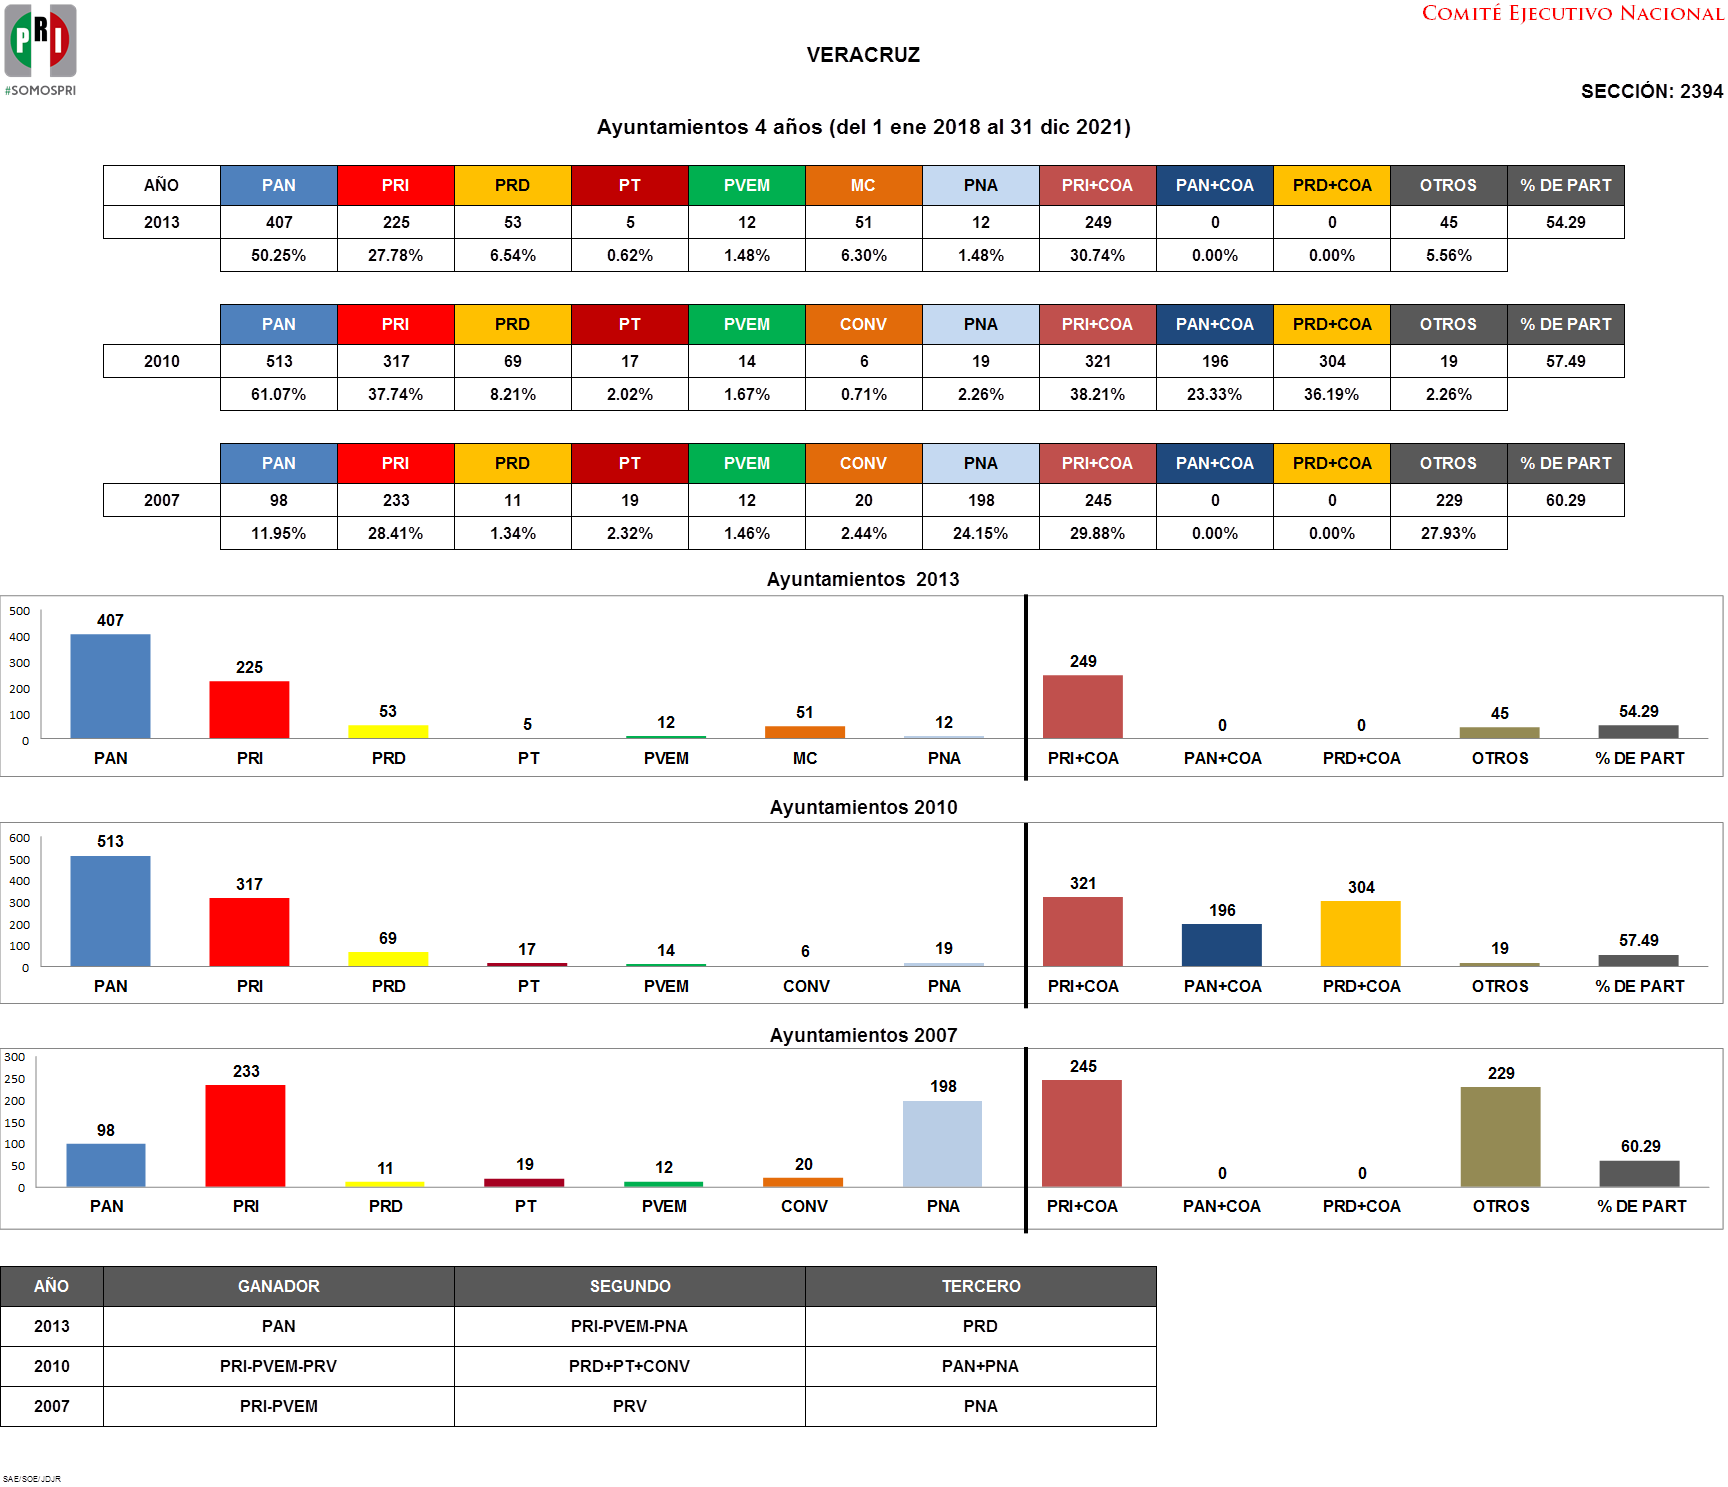 PRI
#SOMOSPRI
COMITÉ EJECUTIVO NACIONAL
VERACRUZ
SECCIÓN: 2394
Ayuntamientos 4 años (del 1 ene 2018 al 31 dic 2021)
AÑO PAN PRI PRD PT PVEM MC PNA PRI+COA PAN+COA PRD+COA OTROS % DE PART
2013 407 225 53 5 12 51 12 249 0 0 45 54.29
50.25% 27.78% 6.54% 0.62% 1.48% 6.30% 1.48% 30.74% 0.00% 0.00% 5.56%
PAN PRI PRD PT PVEM CONV PNA PRI+COA PAN+COA PRD+COA OTROS % DE PART
2010 513 317 69 17 14 6 19 321 196 304 19 57.49
61.07% 37.74% 8.21% 2.02% 1.67% 0.71% 2.26% 38.21% 23.33% 36.19% 2.26%
PAN PRI PRD PT PVEM CONV PNA PRI+COA PAN+COA PRD+COA OTROS % DE PART
2007 98 233 11 19 12 20 198 245 0 0 229 60.29
11.95% 28.41% 1.34% 2.32% 1.46% 2.44% 24.15% 29.88% 0.00% 0.00% 27.93%
Ayuntamientos 2013
500
400
300
200
100
0
407 225 53 5 12 51 12 249 0 0 45 54.29
PAN PRI PRD PT PVEM MC PNA PRI+COA PAN+COA PRD+COA OTROS % DE PART
Ayuntamientos 2010
600
500
400
300
200
100
0
513 317 69 17 14 6 19 321 196 304 19 57.49
PAN PRI PRD PT PVEM CONV PNA PRI+COA PAN+COA PRD+COA OTROS % DE PART
Ayuntamientos 2007
300
250
200
150
100
50
0
98 233 11 19 12 20 198 245 0 0 229 60.29
PAN PRI PRD PT PVEM CONV PNA PRI+COA PAN+COA PRD+COA OTROS % DE PART
AÑO GANADOR SEGUNDO TERCERO
2013 PAN PRI-PVEM-PNA PRD
2010 PRI-PVEM-PRV PRD+PT+CONV PAN+PNA
2007 PRI-PVEM PRV PNA
SAE/SOE/JDJR